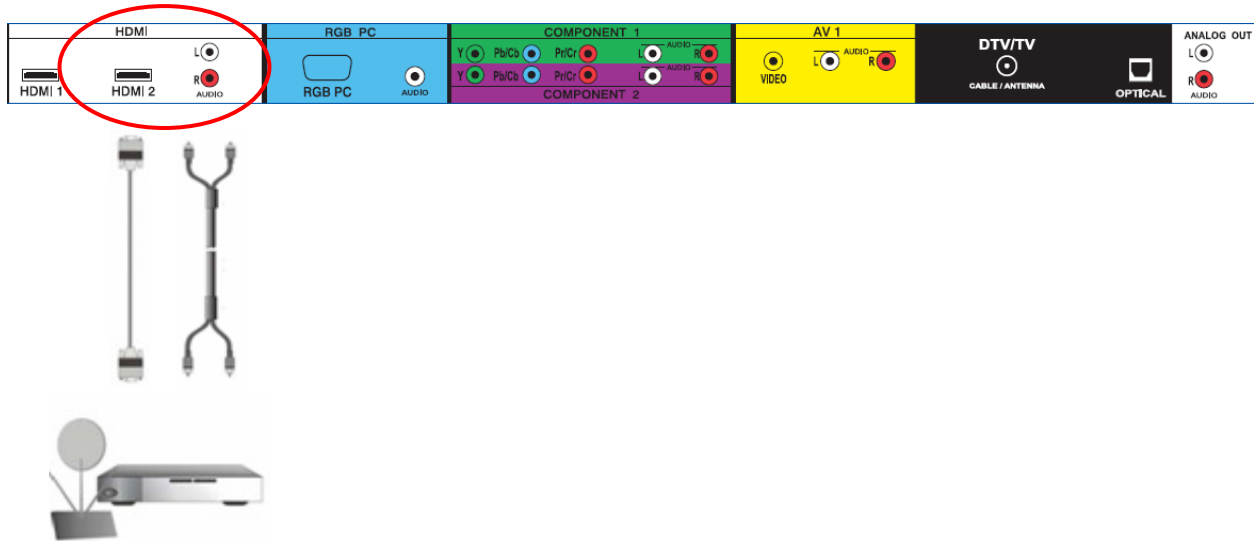 HDMI
L
R
AUDIO
HDMI 1
HDMI 2
RGB PC
RGB PC
AUDIO
COMPONENT 1
Y Pb/Cb Pr/Cr L AUDIO R
Y Pb/Cb Pr/Cr L AUDIO R
COMPONENT 2
AV 1
VIDEO
L AUDIO R
DTV/TV
CABLE / ANTENNA
OPTICAL
ANALOG OUT
L
R
AUDIO